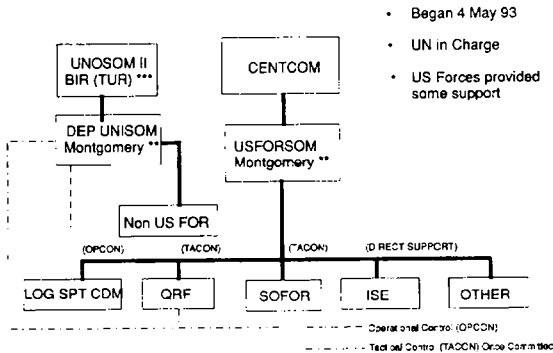 • Began 4 May 93
• UN in Charge
• US Forces provided
some support
UNOSOM II
BIR (TUR) ***
CENTCOM
DEP UNISOM
Montgomery **
USFORSOM
Montgomery **
Non US FOR
(OPCON) (TACON) (TACON) (DIRECT SUPPORT)
LOG SPT CDM QRF SOFOR ISE OTHER
Operational Control (OPCON)
Tactical Control (TACON) Once Committed